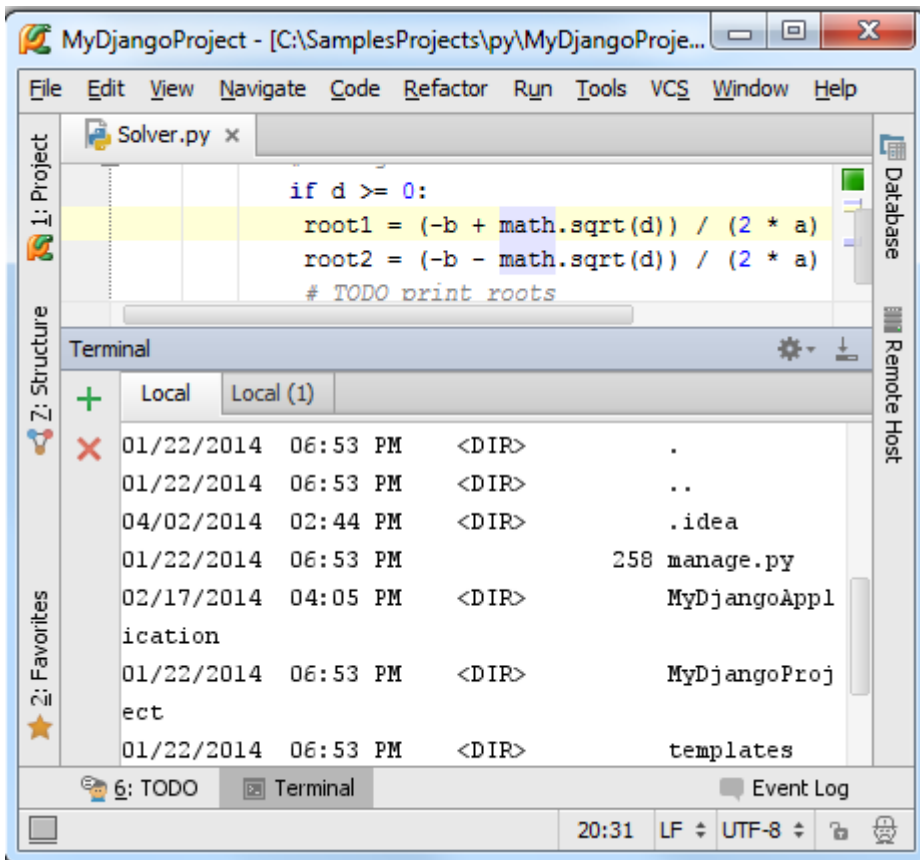 MyDjangoProject - [C:\SamplesProjects\py\MyDjangoProje...
File Edit View Navigate Code Refactor Run Tools VCS Window Help
1: Project
Z: Structure
2: Favorites
Solver.py
if d >= 0:
root1 = (-b + math.sqrt(d)) / (2 * a)
root2 = (-b - math.sqrt(d)) / (2 * a)
# TODO print roots
Database
Remote Host
Terminal
Local Local (1)
01/22/2014 06:53 PM <DIR> .
01/22/2014 06:53 PM <DIR> ..
04/02/2014 02:44 PM <DIR> .idea
01/22/2014 06:53 PM 258 manage.py
02/17/2014 04:05 PM <DIR> MyDjangoAppl
ication
01/22/2014 06:53 PM <DIR> MyDjangoProj
ect
01/22/2014 06:53 PM <DIR> templates
6: TODO Terminal Event Log
20:31 LF UTF-8